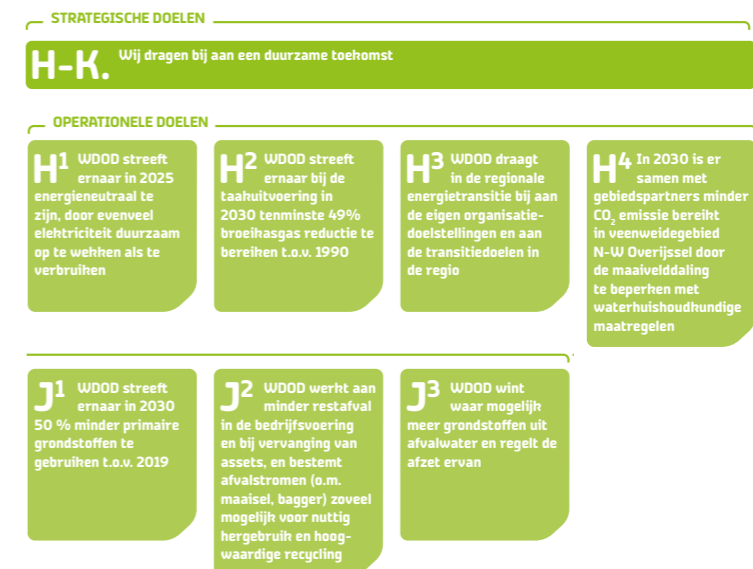 STRATEGISCHE DOELEN
H-K. Wij dragen bij aan een duurzame toekomst
OPERATIONELE DOELEN
H1 WDOD streeft
ernaar in 2025
energieneutraal te
zijn, door evenveel
elektriciteit duurzaam
op te wekken als te
verbruiken
H2 WDOD streeft
ernaar bij de
taakuitvoering in
2030 tenminste 49%
broeikasgas reductie te
bereiken t.o.v. 1990
H3 WDOD draagt
in de regionale
energietransitie bij aan
de eigen organisatie-
doelstellingen en aan
de transitiedoelen in
de regio
H4 In 2030 is er
samen met
gebiedspartners minder
CO2 emissie bereikt
in veenweidegebied
N-W Overijssel door
de maaivelddaling
te beperken met
waterhuishoudkundige
maatregelen
J1 WDOD streeft
ernaar in 2030
50 % minder primaire
grondstoffen te
gebruiken t.o.v. 2019
J2 WDOD werkt aan
minder restafval
in de bedrijfsvoering
en bij vervanging van
assets, en bestemt
afvalstromen (o.m.
maaisel, bagger) zoveel
mogelijk voor nuttig
hergebruik en hoog-
waardige recycling
J3 WDOD wint
waar mogelijk
meer grondstoffen uit
afvalwater en regelt de
afzet ervan